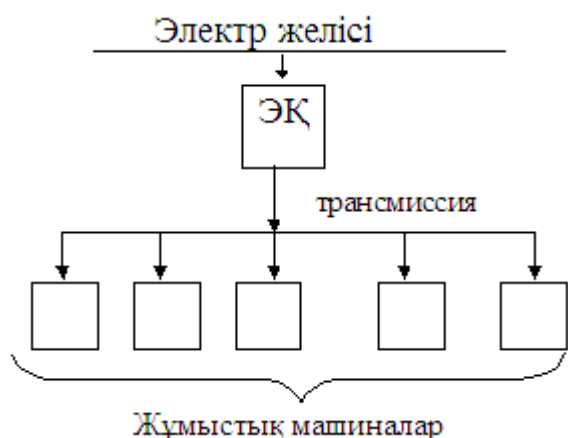 Электр желісі
ЭҚ
трансмиссия
Жұмыстық машиналар